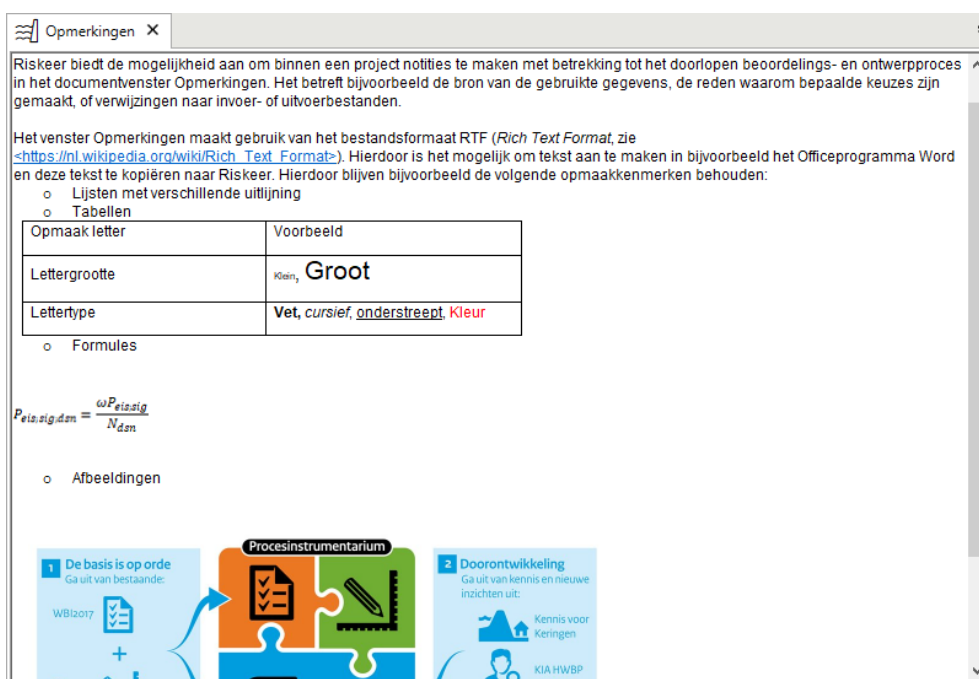 Opmerkingen
Riskeer biedt de mogelijkheid aan om binnen een project notities te maken met betrekking tot het doorlopen beoordelings- en ontwerpproces
in het documentvenster Opmerkingen. Het betreft bijvoorbeeld de bron van de gebruikte gegevens, de reden waarom bepaalde keuzes zijn
gemaakt, of verwijzingen naar invoer- of uitvoerbestanden.
Het venster Opmerkingen maakt gebruik van het bestandsformaat RTF (Rich Text Format, zie
<https://nl.wikipedia.org/wiki/Rich_Text_Format>). Hierdoor is het mogelijk om tekst aan te maken in bijvoorbeeld het Officeprogramma Word
en deze tekst te kopiëren naar Riskeer. Hierdoor blijven bijvoorbeeld de volgende opmaakkenmerken behouden:
o Lijsten met verschillende uitlijning
o Tabellen
Opmaak letter Voorbeeld
Lettergrootte Klein, Groot
Lettertype Vet, cursief, onderstreept, Kleur
o Formules
P_{eis;sig;dsn} = \frac{ωP_{eis;sig}}{N_{dsn}}
o Afbeeldingen
Procesinstrumentarium
1 De basis is op orde
Ga uit van bestaande:
WBI2017
+
2 Doorontwikkeling
Ga uit van kennis en nieuwe
inzichten uit:
Kennis voor
Keringen
KIA HWBP